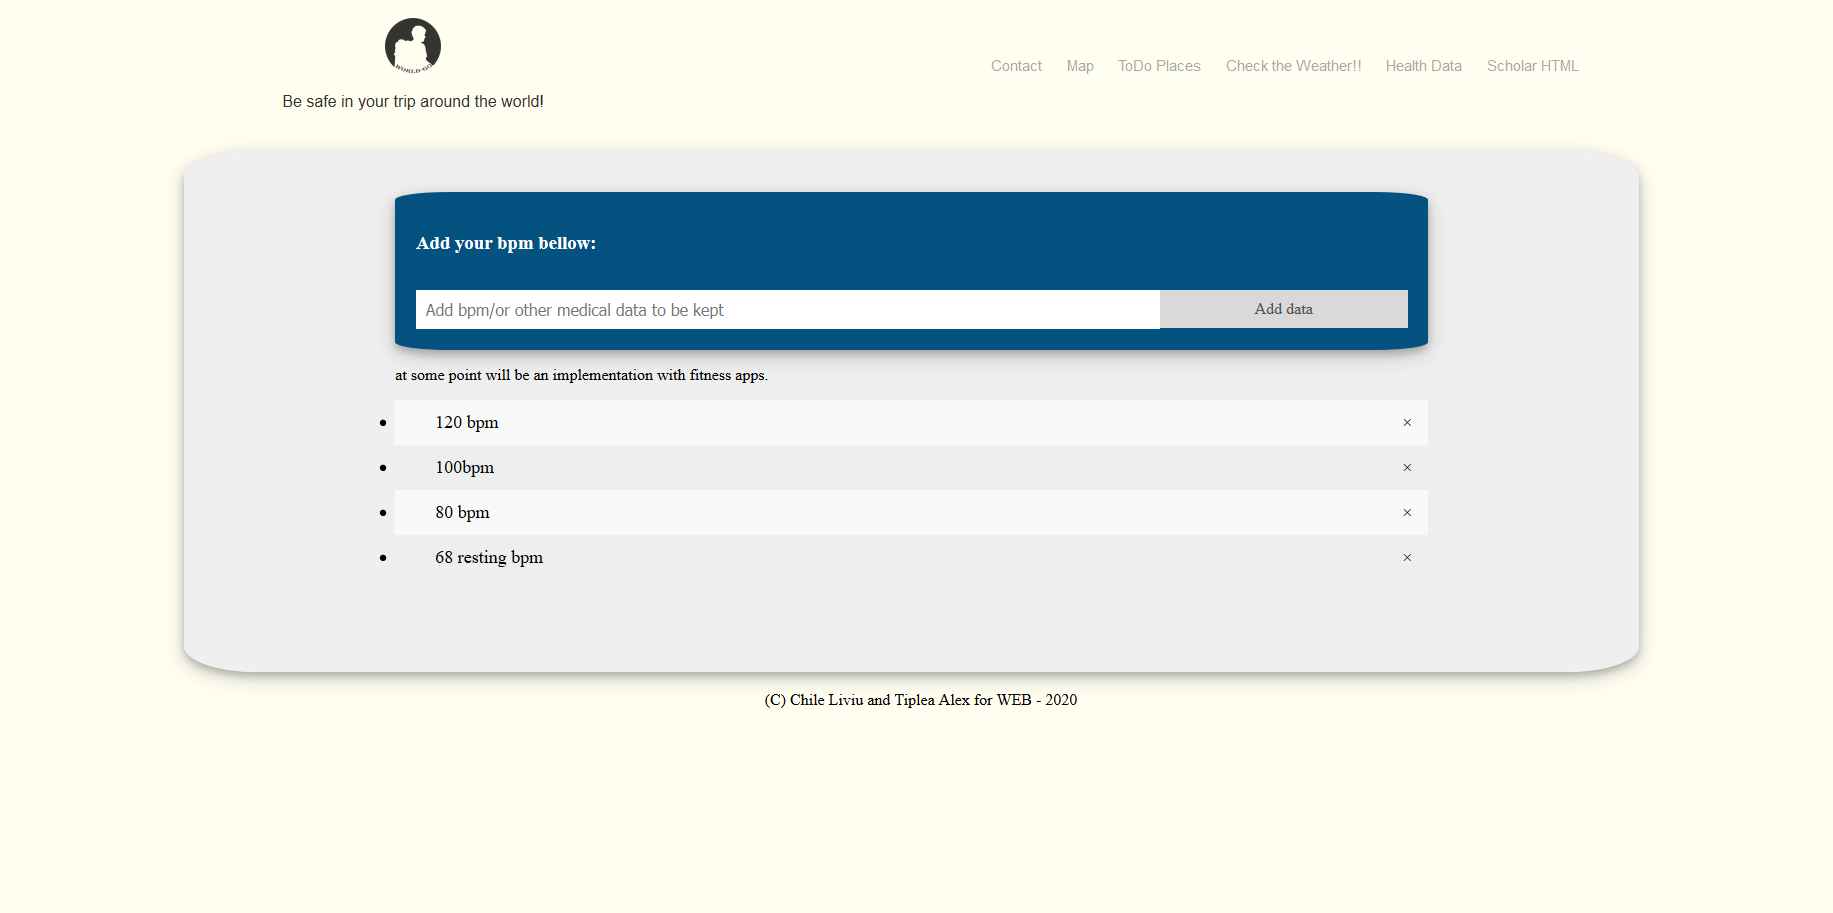 WORLD-GO
Be safe in your trip around the world!
Contact Map ToDo Places Check the Weather!! Health Data Scholar HTML
Add your bpm bellow:
Add bpm/or other medical data to be kept Add data
at some point will be an implementation with fitness apps.
120 bpm ×
100bpm ×
80 bpm ×
68 resting bpm ×
(C) Chile Liviu and Tiplea Alex for WEB - 2020